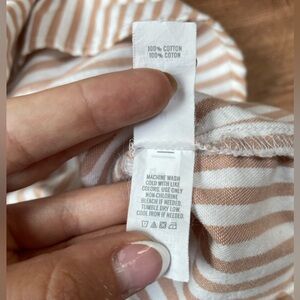 100% COTTON
100% COTON
MACHINE WASH
COLD WITH LIKE
COLORS. USE ONLY
NON-CHLORINE
BLEACH IF NEEDED.
TUMBLE DRY LOW.
COOL IRON IF NEEDED.